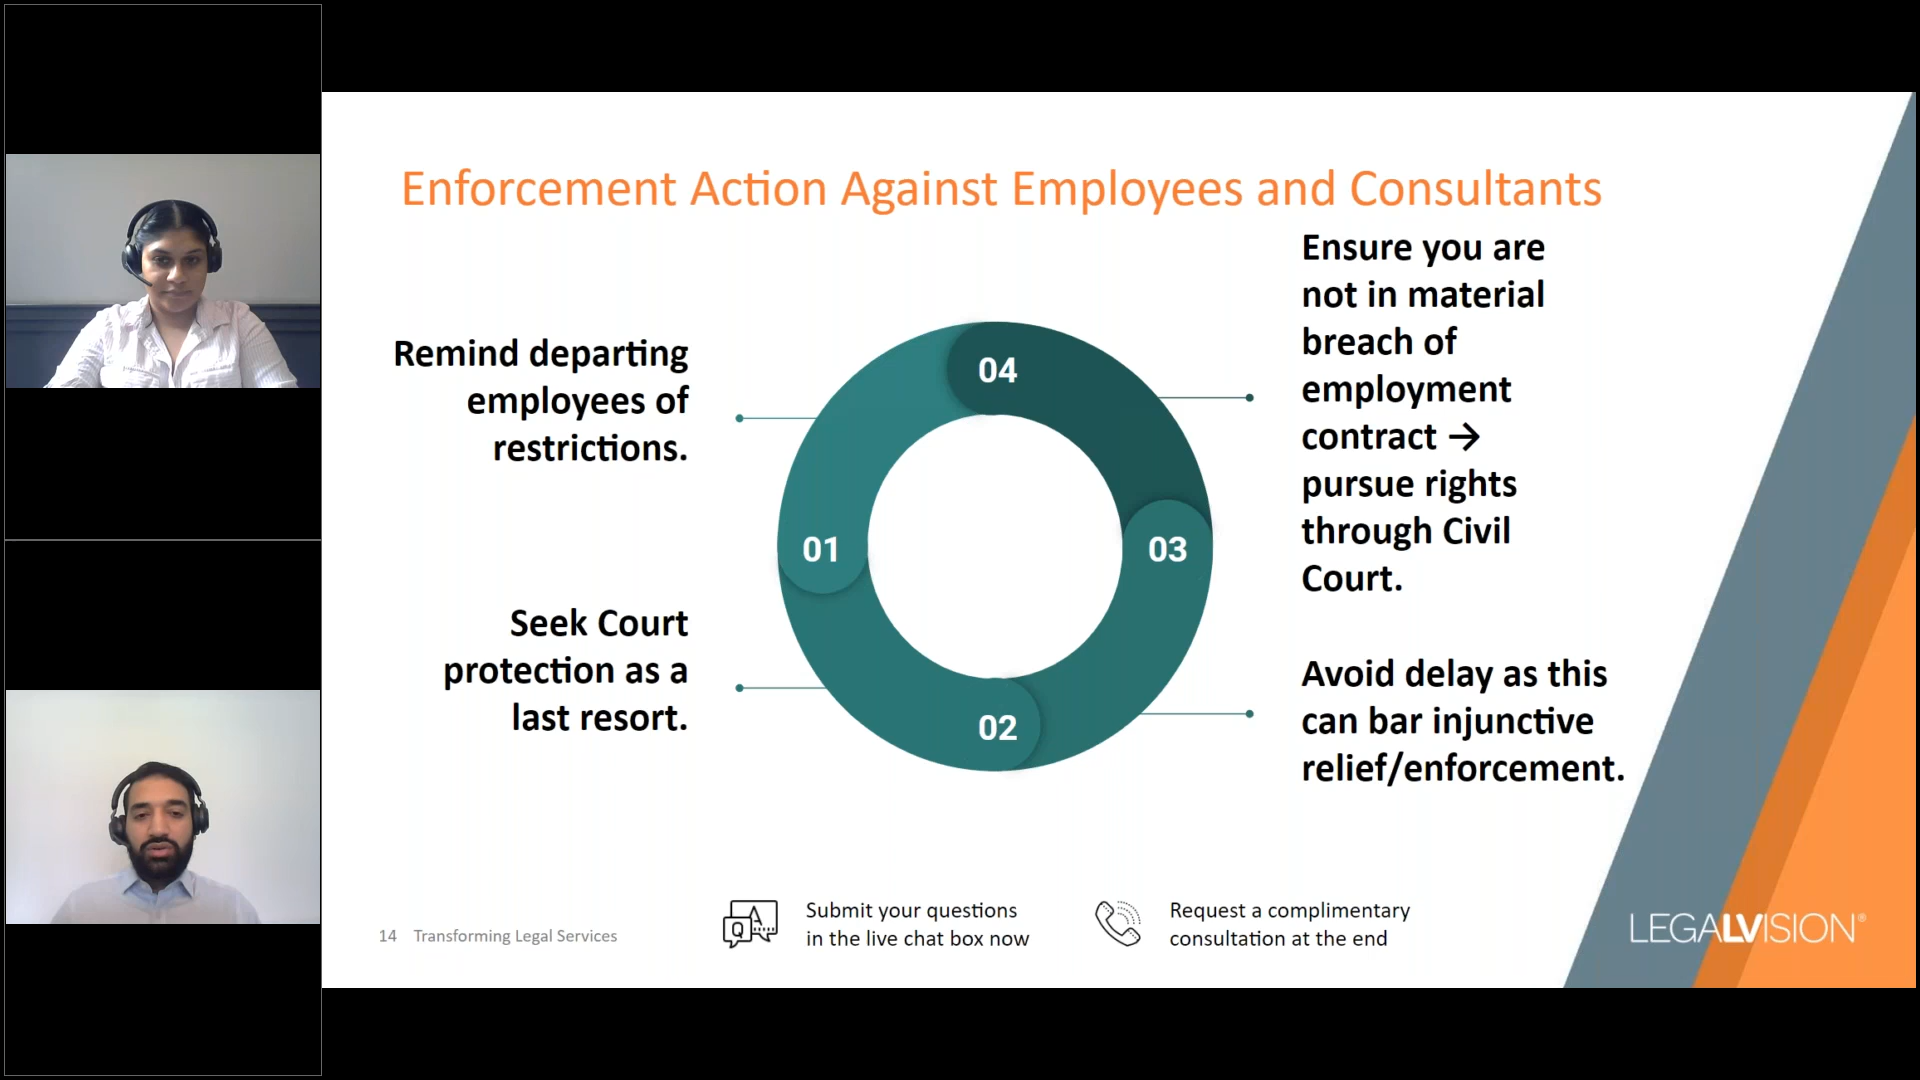 Enforcement Action Against Employees and Consultants
Remind departing
employees of
restrictions.
Seek Court
protection as a
last resort.
04
01
03
02
Ensure you are
not in material
breach of
employment
contract →
pursue rights
through Civil
Court.
Avoid delay as this
can bar injunctive
relief/enforcement.
14 Transforming Legal Services
Q A
Submit your questions
in the live chat box now
Request a complimentary
consultation at the end
LEGALVISION®